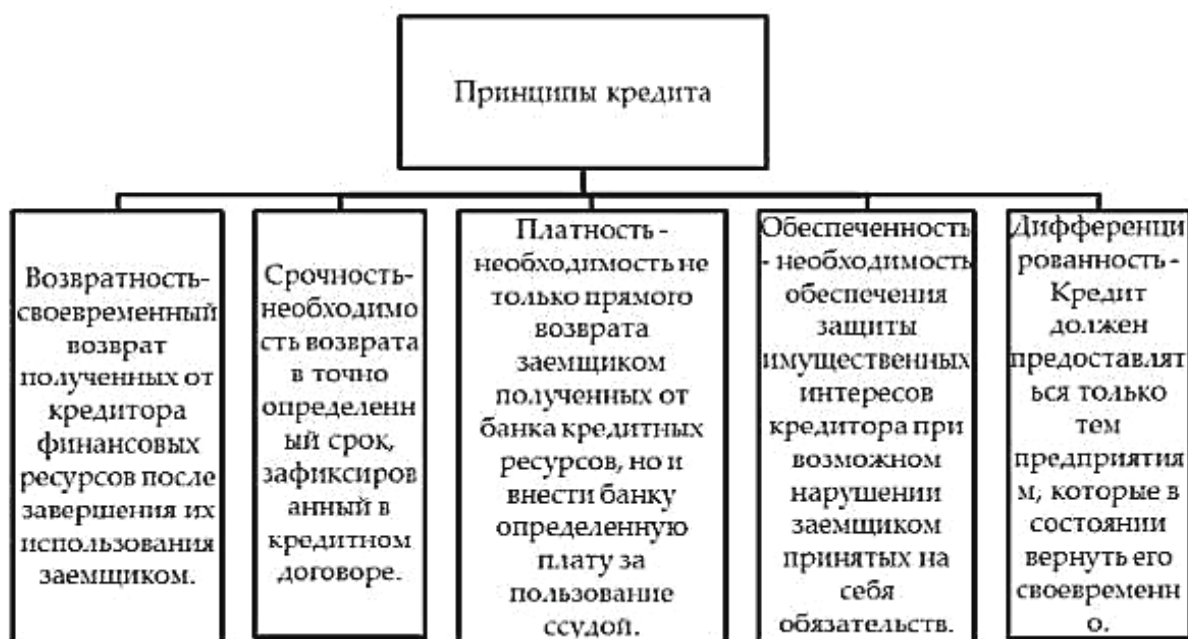 Принципы кредита
Возвратность-
своевременный
возврат
полученных от
кредитора
финансовых
ресурсов после
завершения их
использования
заемщиком.
Срочность-
необходимо
сть возврата
в точно
определенн
ый срок,
зафиксиров
анный в
кредитном
договоре.
Платность -
необходимость не
только прямого
возврата
заемщиком
полученных от
банка кредитных
ресурсов, но и
внести банку
определенную
плату за
пользование
ссудой.
Обеспеченность
- необходимость
обеспечения
защиты
имущественных
интересов
кредитора при
возможном
нарушении
заемщиком
принятых на
себя
обязательств.
Дифференци
рованность -
Кредит
должен
предоставлят
ься только
тем
предприятия
м, которые в
состоянии
вернуть его
своевременн
о.